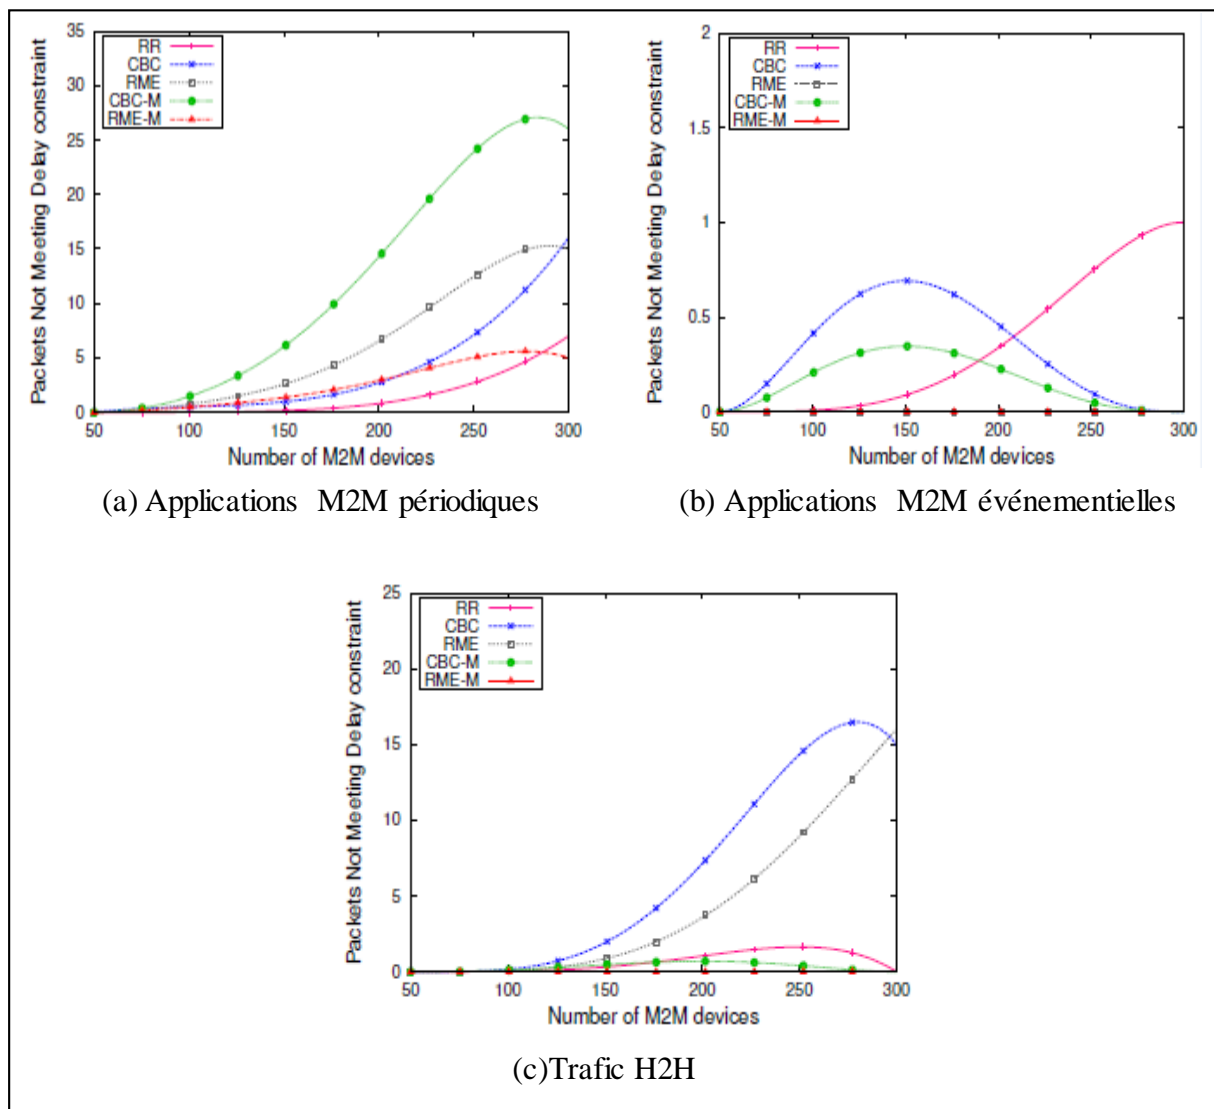 35
30
25
20
15
10
5
0
50
100
150
200
250
300
RR
CBC
RME
CBC-M
RME-M
Packets Not Meeting Delay constraint
Number of M2M devices
(a) Applications M2M périodiques
2
1.5
1
0.5
0
50
100
150
200
250
300
RR
CBC
RME
CBC-M
RME-M
Packets Not Meeting Delay constraint
Number of M2M devices
(b) Applications M2M événementielles
25
20
15
10
5
0
50
100
150
200
250
300
RR
CBC
RME
CBC-M
RME-M
Packets Not Meeting Delay constraint
Number of M2M devices
(c)Trafic H2H